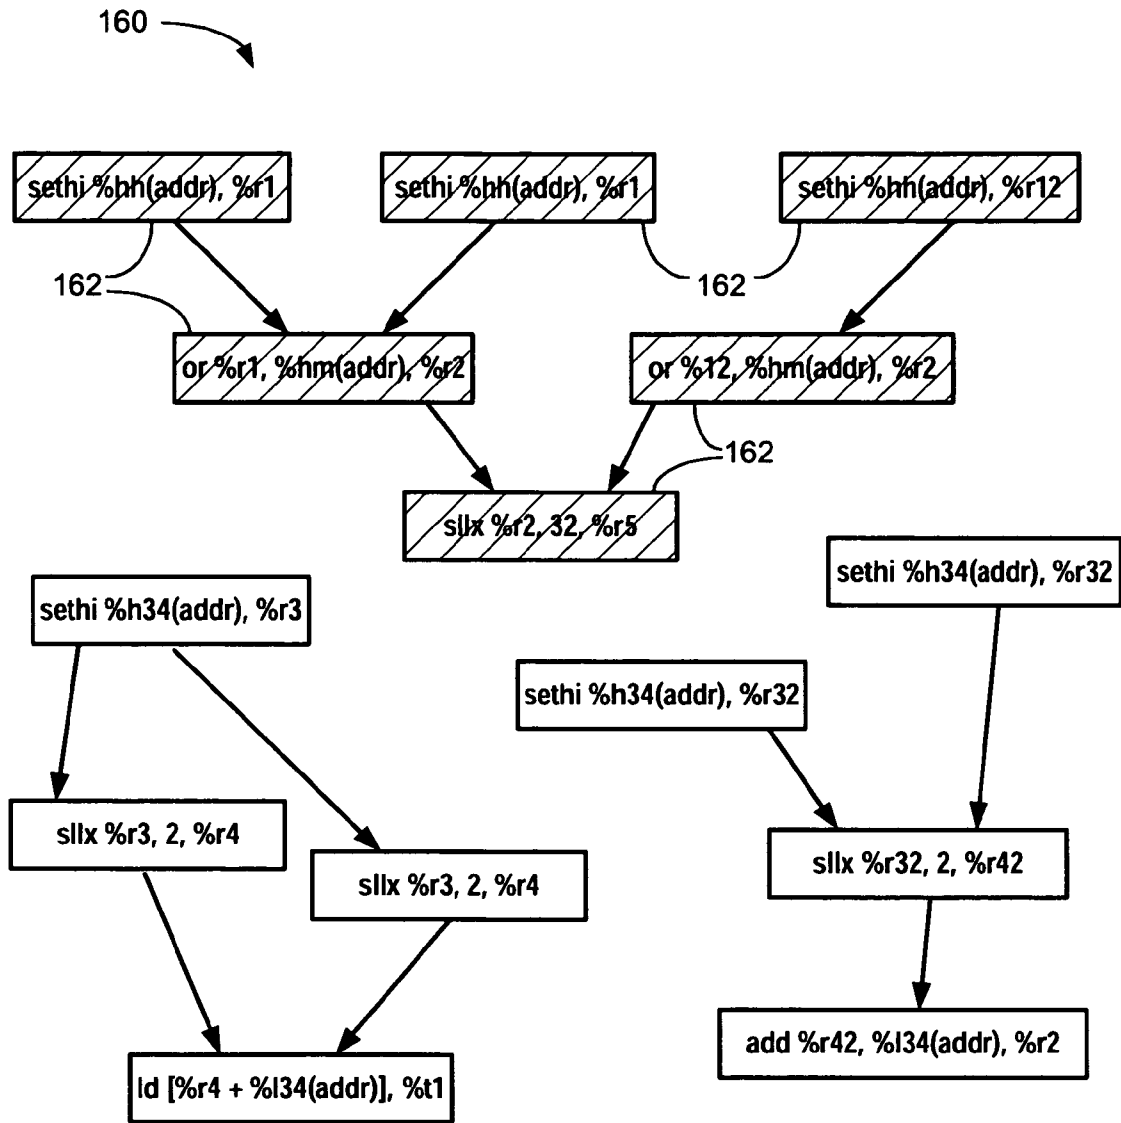 160
sethi %hh(addr), %r1
sethi %hh(addr), %r1
sethi %hh(addr), %r12
162
162
or %r1, %hm(addr), %r2
or %12, %hm(addr), %r2
162
sllx %r2, 32, %r5
sethi %h34(addr), %r32
sethi %h34(addr), %r3
sethi %h34(addr), %r32
sllx %r3, 2, %r4
sllx %r32, 2, %r42
sllx %r3, 2, %r4
add %r42, %l34(addr), %r2
ld [%r4 + %l34(addr)], %t1